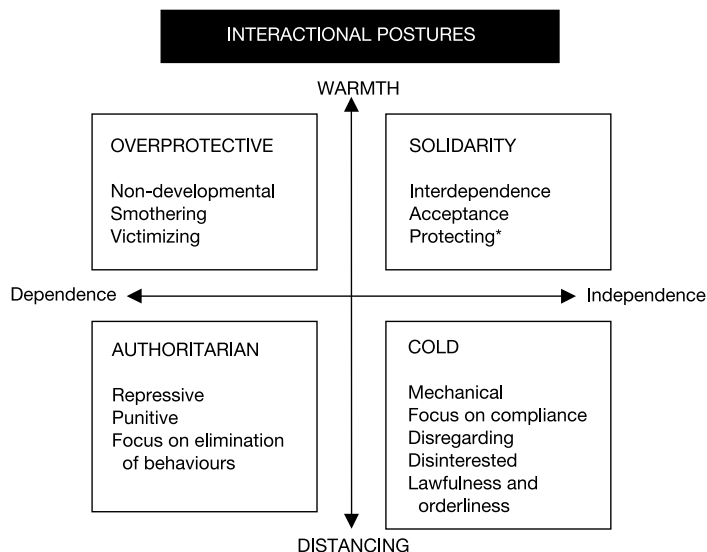 INTERACTIONAL POSTURES
WARMTH
OVERPROTECTIVE
Non-developmental
Smothering
Victimizing
SOLIDARITY
Interdependence
Acceptance
Protecting*
Dependence
Independence
AUTHORITARIAN
Repressive
Punitive
Focus on elimination
of behaviours
COLD
Mechanical
Focus on compliance
Disregarding
Disinterested
Lawfulness and
orderliness
DISTANCING